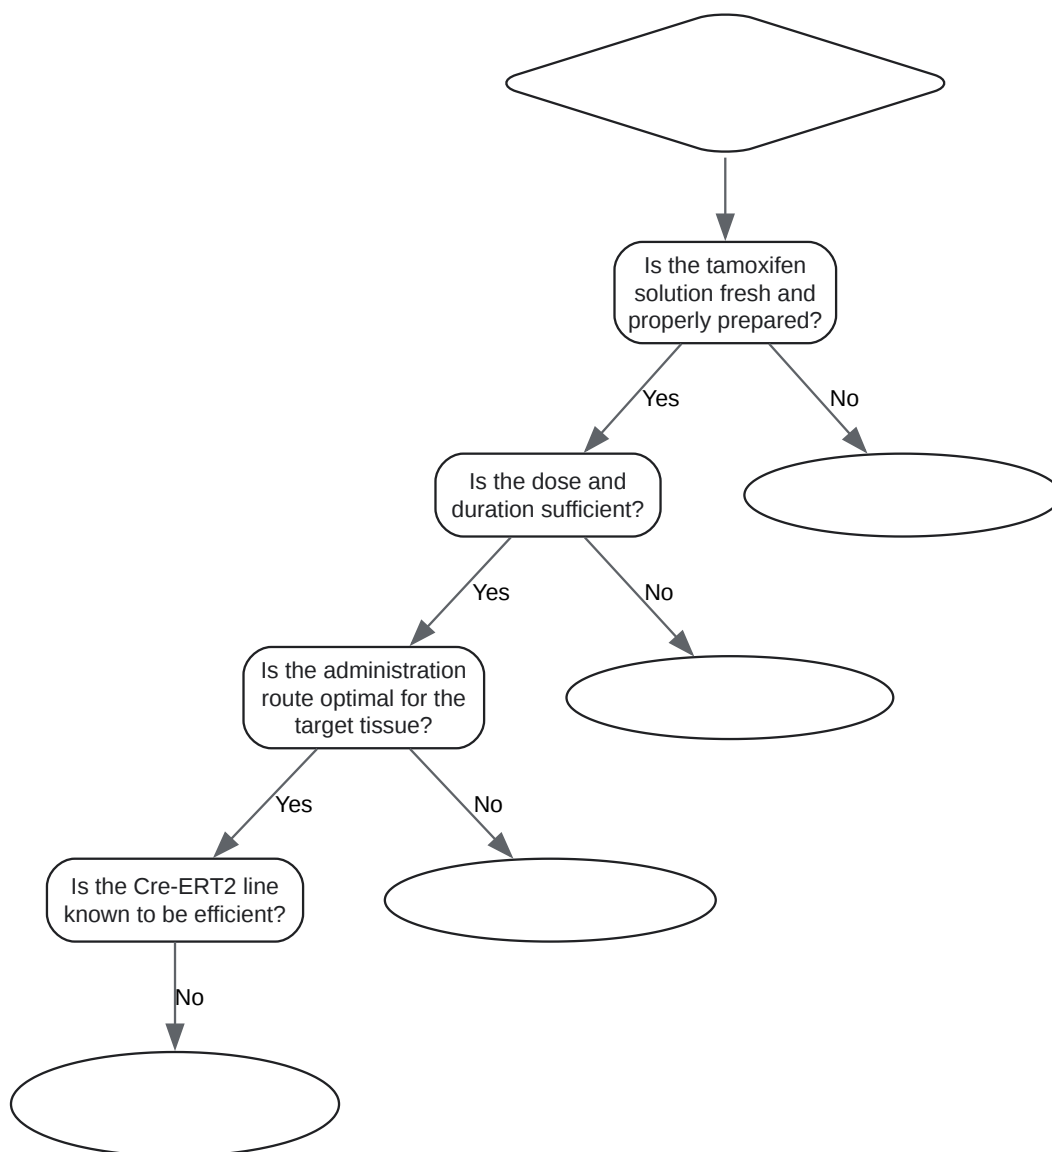 Is the tamoxifen
solution fresh and
properly prepared?
Yes
No
Is the dose and
duration sufficient?
Yes
No
Is the administration
route optimal for the
target tissue?
Yes
No
Is the Cre-ERT2 line
known to be efficient?
No